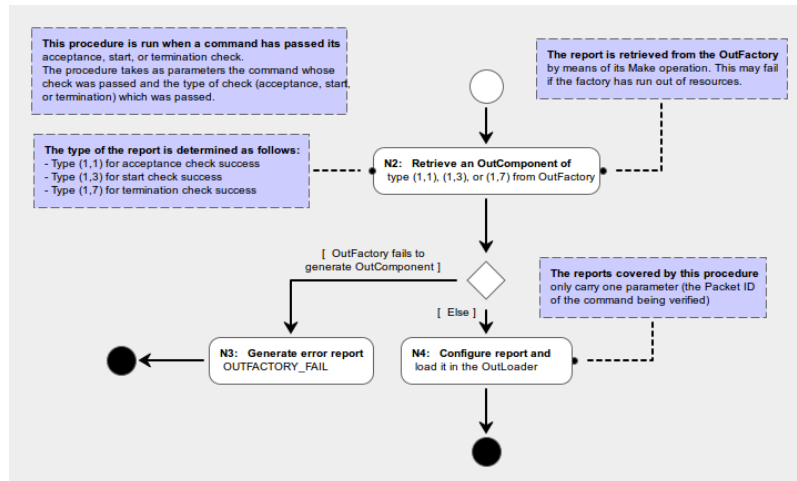 This procedure is run when a command has passed its
acceptance, start, or termination check.
The procedure takes as parameters the command whose
check was passed and the type of check (acceptance, start,
or termination) which was passed.
The report is retrieved from the OutFactory
by means of its Make operation. This may fail
if the factory has run out of resources.
The type of the report is determined as follows:
- Type (1,1) for acceptance check success
- Type (1,3) for start check success
- Type (1,7) for termination check success
N2: Retrieve an OutComponent of
type (1,1), (1,3), or (1,7) from OutFactory
[ OutFactory fails to
generate OutComponent ]
The reports covered by this procedure
only carry one parameter (the Packet ID
of the command being verified)
[ Else ]
N3: Generate error report
OUTFACTORY_FAIL
N4: Configure report and
load it in the OutLoader